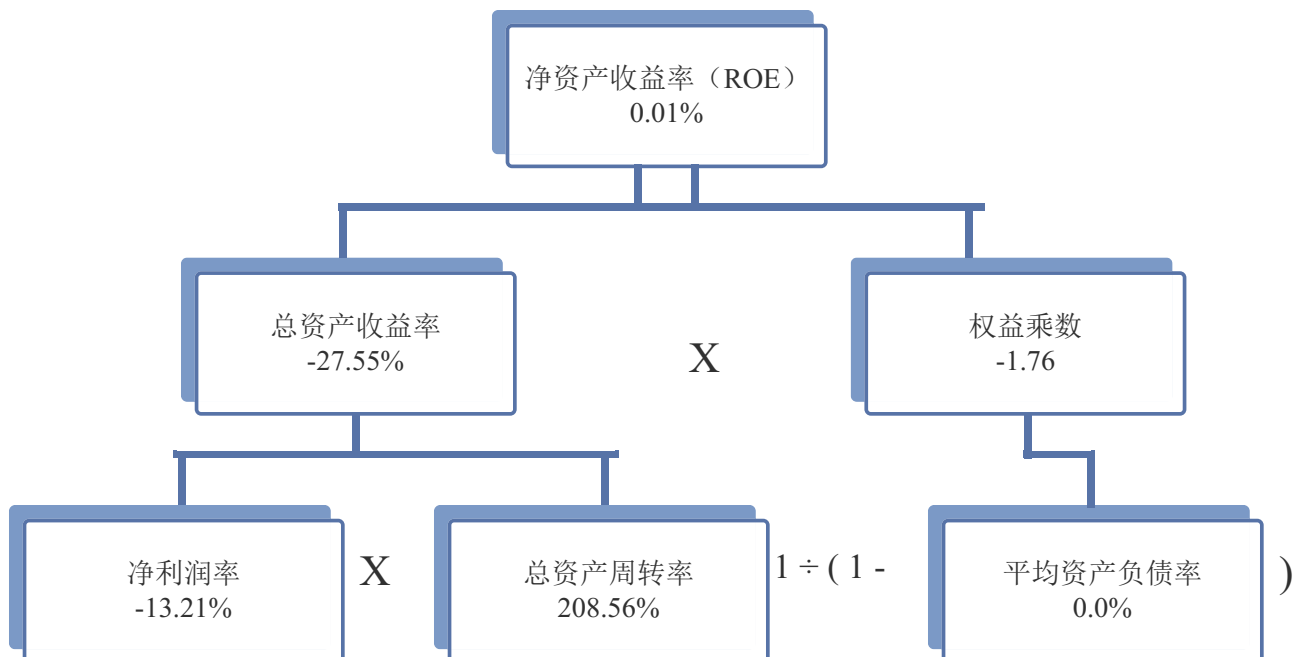 净资产收益率（ROE）
0.01%
总资产收益率
-27.55%
X
权益乘数
-1.76
净利润率
-13.21%
X
总资产周转率
208.56%
1 ÷ ( 1 -
平均资产负债率
0.0%
)